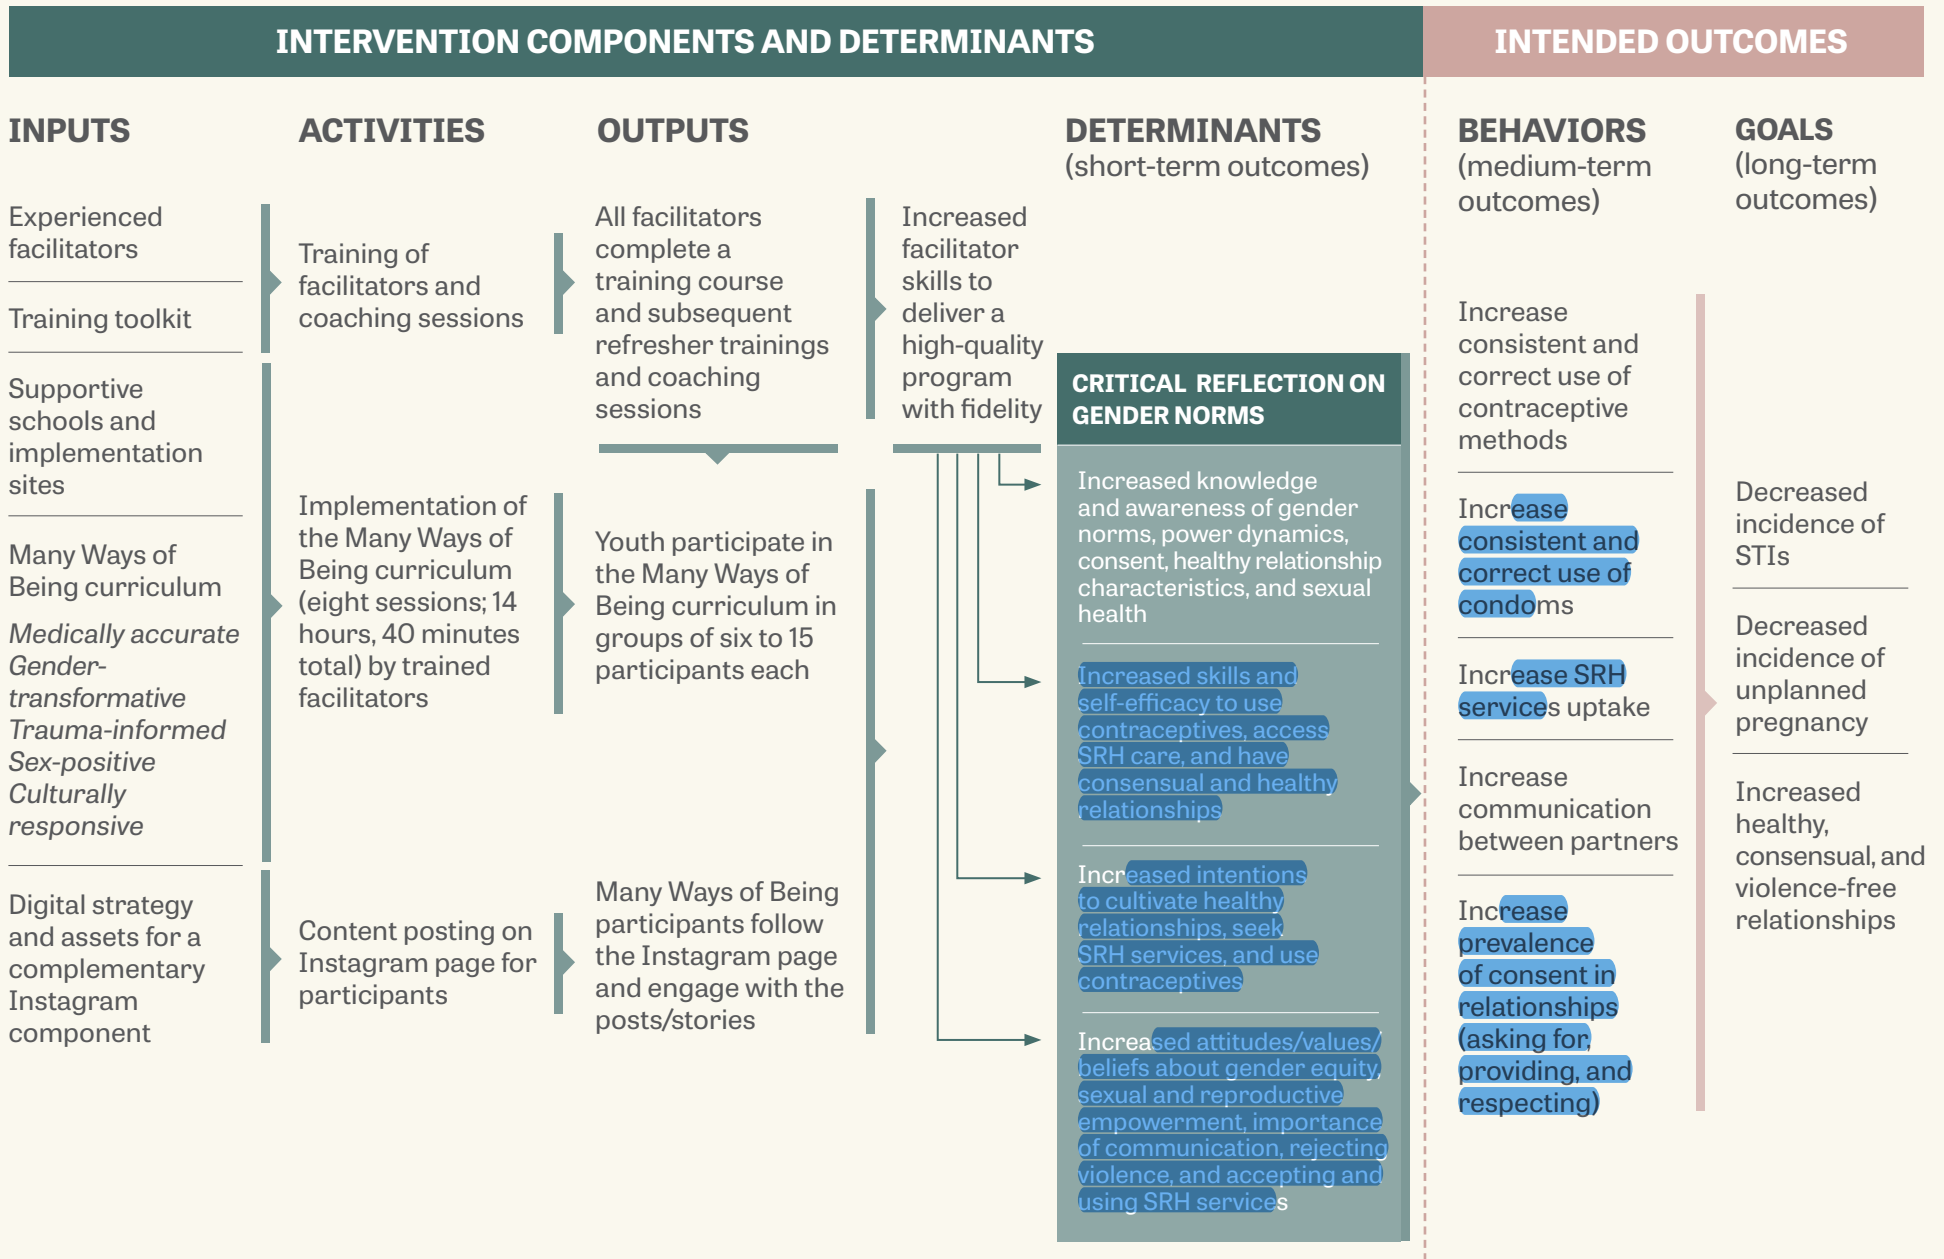 INTERVENTION COMPONENTS AND DETERMINANTS
INTENDED OUTCOMES
INPUTS
Experienced
facilitators
Training toolkit
Supportive
schools and
implementation
sites
Many Ways of
Being curriculum
Medically accurate
Gender-
transformative
Trauma-informed
Sex-positive
Culturally
responsive
Digital strategy
and assets for a
complementary
Instagram
component
ACTIVITIES
Training of
facilitators and
coaching sessions
Implementation of
the Many Ways of
Being curriculum
(eight sessions; 14
hours, 40 minutes
total) by trained
facilitators
Content posting on
Instagram page for
participants
OUTPUTS
All facilitators
complete a
training course
and subsequent
refresher trainings
and coaching
sessions
Youth participate in
the Many Ways of
Being curriculum in
groups of six to 15
participants each
Many Ways of Being
participants follow
the Instagram page
and engage with the
posts/stories
Increased
facilitator
skills to
deliver a
high-quality
program
with fidelity
DETERMINANTS
(short-term outcomes)
CRITICAL REFLECTION ON
GENDER NORMS
Increased knowledge
and awareness of gender
norms, power dynamics,
consent, healthy relationship
characteristics, and sexual
health
Increased skills and
self-efficacy to use
contraceptives, access
SRH care, and have
consensual and healthy
relationships
Increased intentions
to cultivate healthy
relationships, seek
SRH services, and use
contraceptives
Increased attitudes/values/
beliefs about gender equity,
sexual and reproductive
empowerment, importance
of communication, rejecting
violence, and accepting and
using SRH services
BEHAVIORS
(medium-term
outcomes)
Increase
consistent and
correct use of
contraceptive
methods
Increase
consistent and
correct use of
condoms
Increase SRH
services uptake
Increase
communication
between partners
Increase
prevalence
of consent in
relationships
(asking for,
providing, and
respecting)
GOALS
(long-term
outcomes)
Decreased
incidence of
STIs
Decreased
incidence of
unplanned
pregnancy
Increased
healthy,
consensual, and
violence-free
relationships